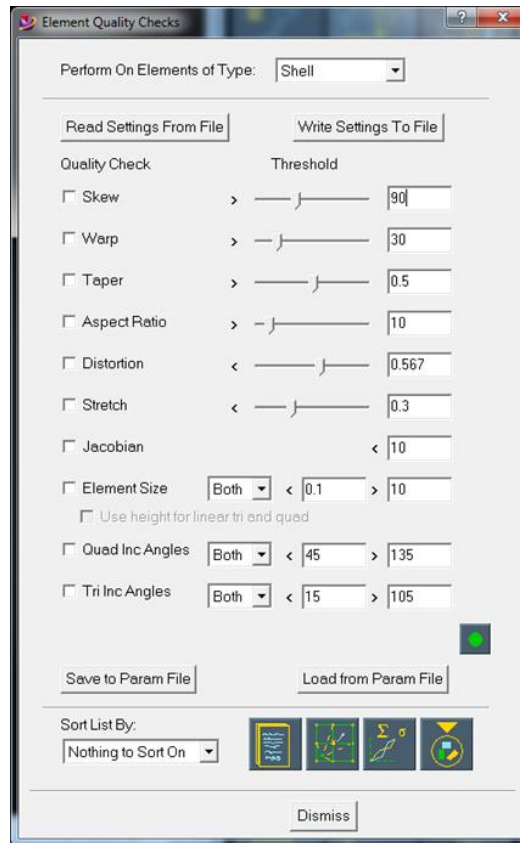 Element Quality Checks
Perform On Elements of Type: Shell
Read Settings From File Write Settings To File
Quality Check Threshold
Skew > 90
Warp > 30
Taper > 0.5
Aspect Ratio > 10
Distortion < 0.567
Stretch < 0.3
Jacobian < 10
Element Size Both < 0.1 > 10
Use height for linear tri and quad
Quad Inc Angles Both < 45 > 135
Tri Inc Angles Both < 15 > 105
Save to Param File Load from Param File
Sort List By:
Nothing to Sort On
Σ σ
Dismiss